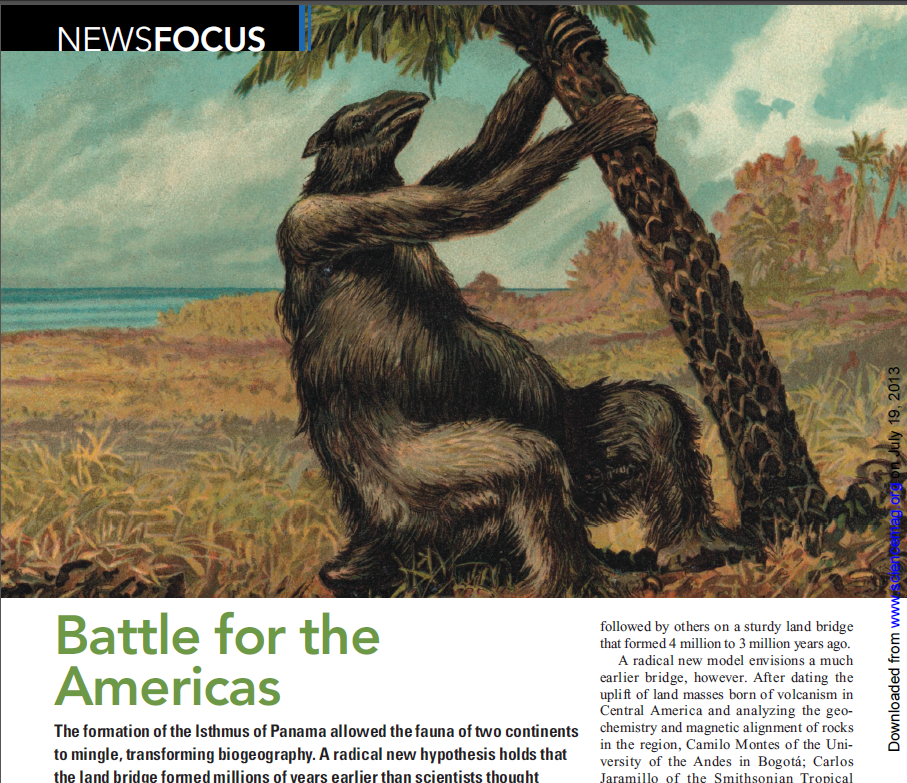 NEWSFOCUS
Battle for the
Americas
The formation of the Isthmus of Panama allowed the fauna of two continents
to mingle, transforming biogeography. A radical new hypothesis holds that
the land bridge formed millions of years earlier than scientists thought
followed by others on a sturdy land bridge
that formed 4 million to 3 million years ago.
A radical new model envisions a much
earlier bridge, however. After dating the
uplift of land masses born of volcanism in
Central America and analyzing the geo-
chemistry and magnetic alignment of rocks
in the region, Camilo Montes of the Uni-
versity of the Andes in Bogotá; Carlos
Jaramillo of the Smithsonian Tropical
Downloaded from www.sciencemag.org on July 19, 2013